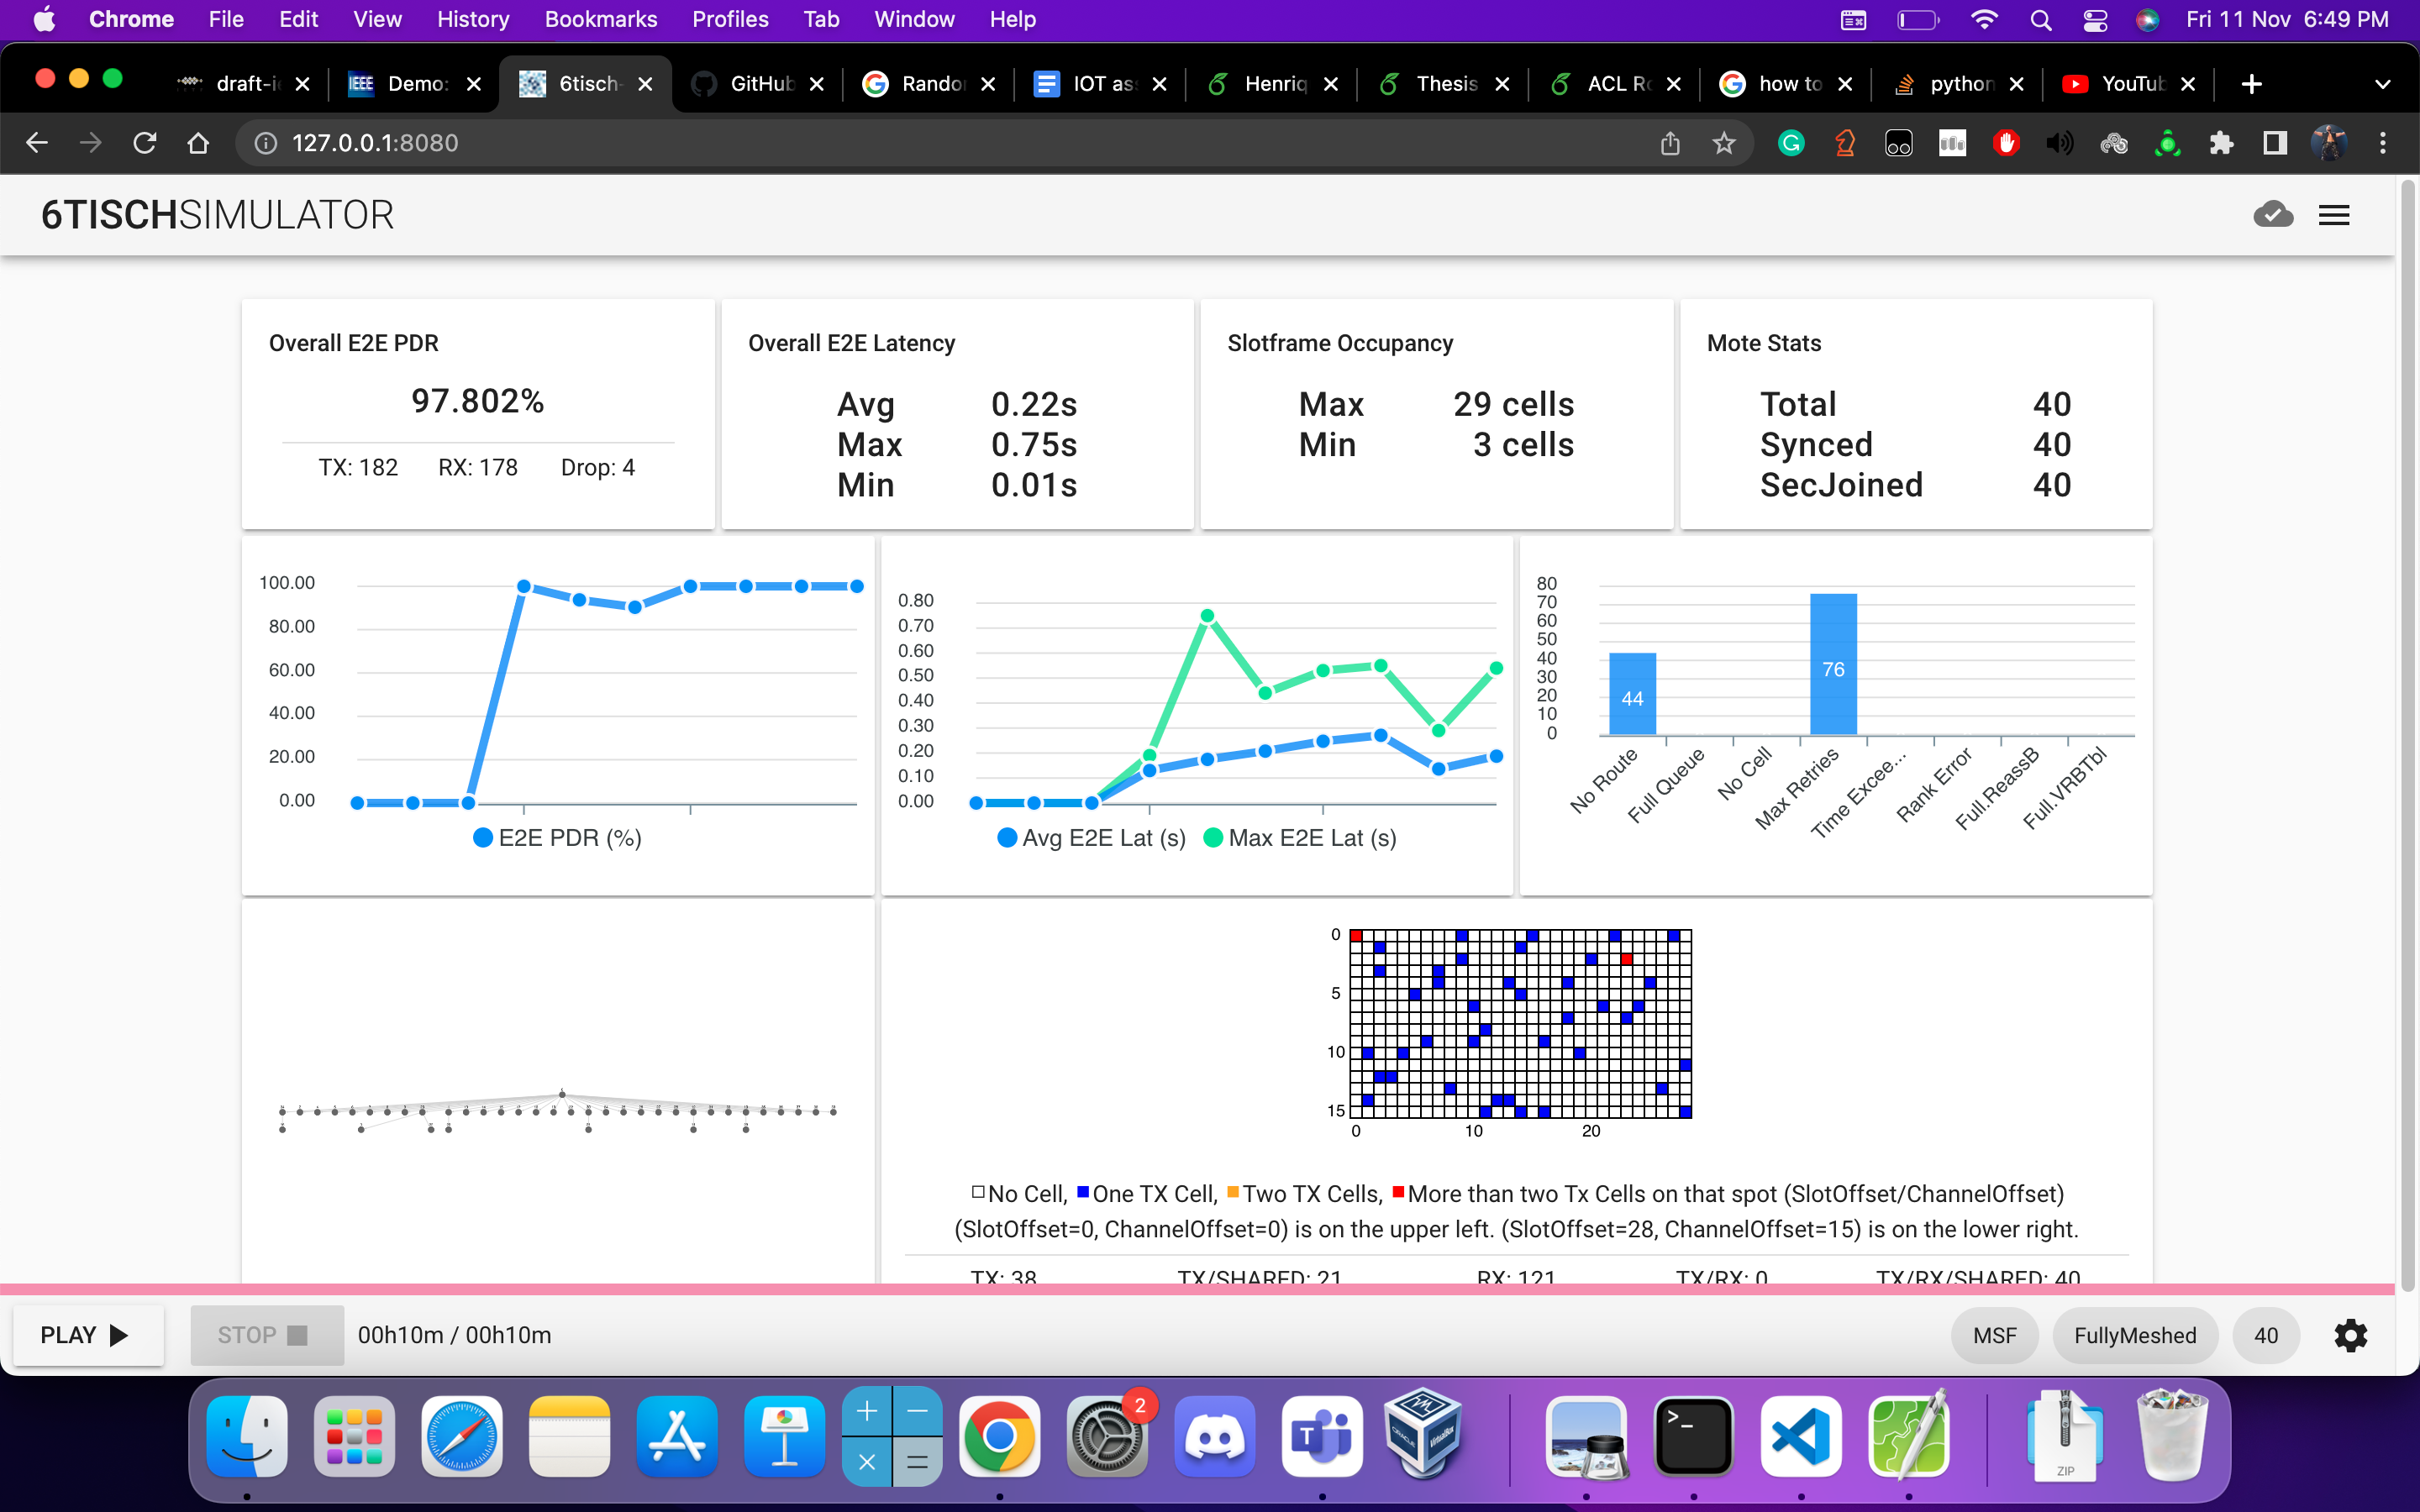 Chrome File Edit View History Bookmarks Profiles Tab Window Help Fri 11 Nov 6:49 PM
draft-i IEEE Demo: 6tisch- GitHub Randor IOT as Henriq Thesis ACL Ro how to python YouTub
127.0.0.1:8080
6TISCHSIMULATOR
Overall E2E PDR
97.802%
TX: 182 RX: 178 Drop: 4
Overall E2E Latency
Avg 0.22s
Max 0.75s
Min 0.01s
Slotframe Occupancy
Max 29 cells
Min 3 cells
Mote Stats
Total 40
Synced 40
SecJoined 40
100.00
80.00
60.00
40.00
20.00
0.00
E2E PDR (%)
0.80
0.70
0.60
0.50
0.40
0.30
0.20
0.10
0.00
Avg E2E Lat (s) Max E2E Lat (s)
80
70
60
50
40
30
20
10
0
44 76
No Route Full Queue No Cell Max Retries Time Excee... Rank Error Full.ReassB Full.VRBTbl
0
5
10
15
0 10 20
No Cell, One TX Cell, Two TX Cells, More than two Tx Cells on that spot (SlotOffset/ChannelOffset)
(SlotOffset=0, ChannelOffset=0) is on the upper left. (SlotOffset=28, ChannelOffset=15) is on the lower right.
TX: 38 TX/SHARED: 21 RX: 121 TX/RX: 0 TX/RX/SHARED: 40
PLAY STOP 00h10m / 00h10m MSF FullyMeshed 40
2
T
ZIP